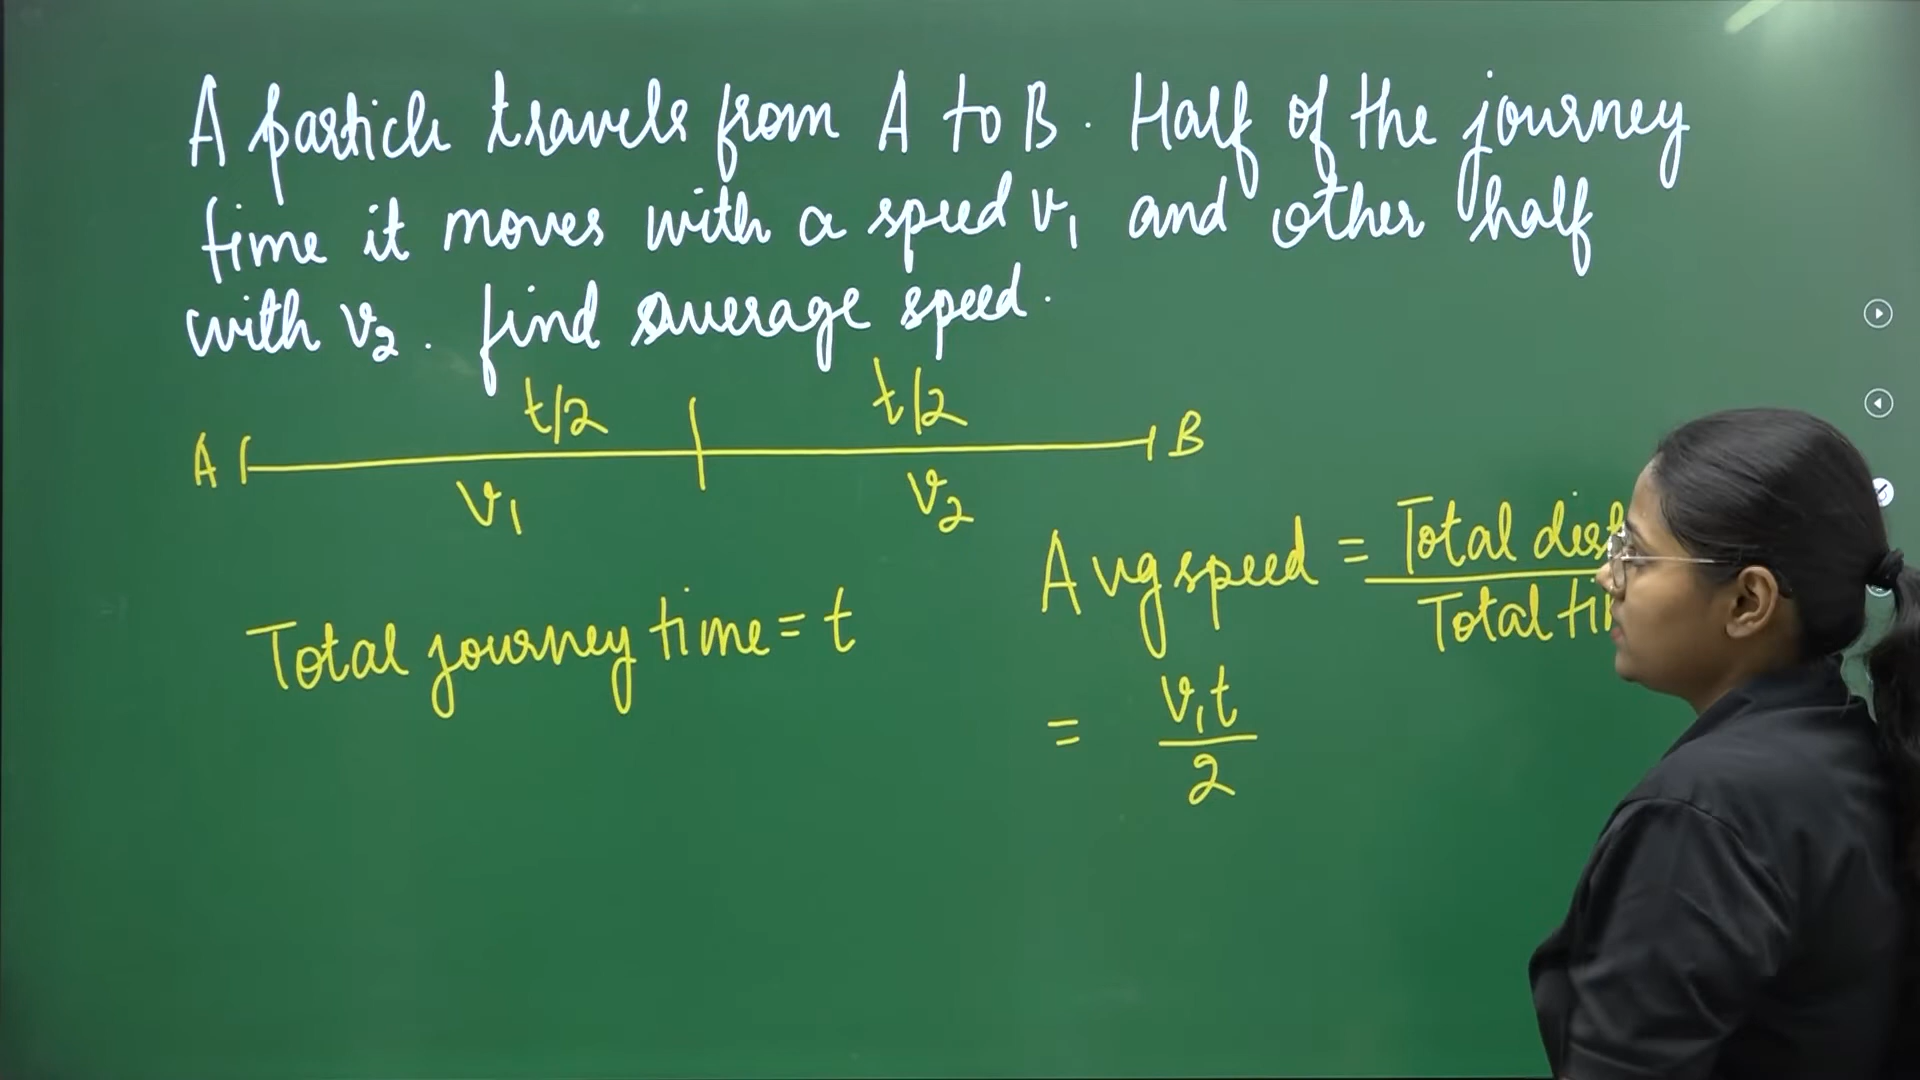 A particle travels from A to B. Half of the journey
time it moves with a speed v₁ and other half
with v₂. find average speed.
t/2 t/2
A B
v₁ v₂
Avg speed = Total
Total
Total journey time = t
= v₁t
2